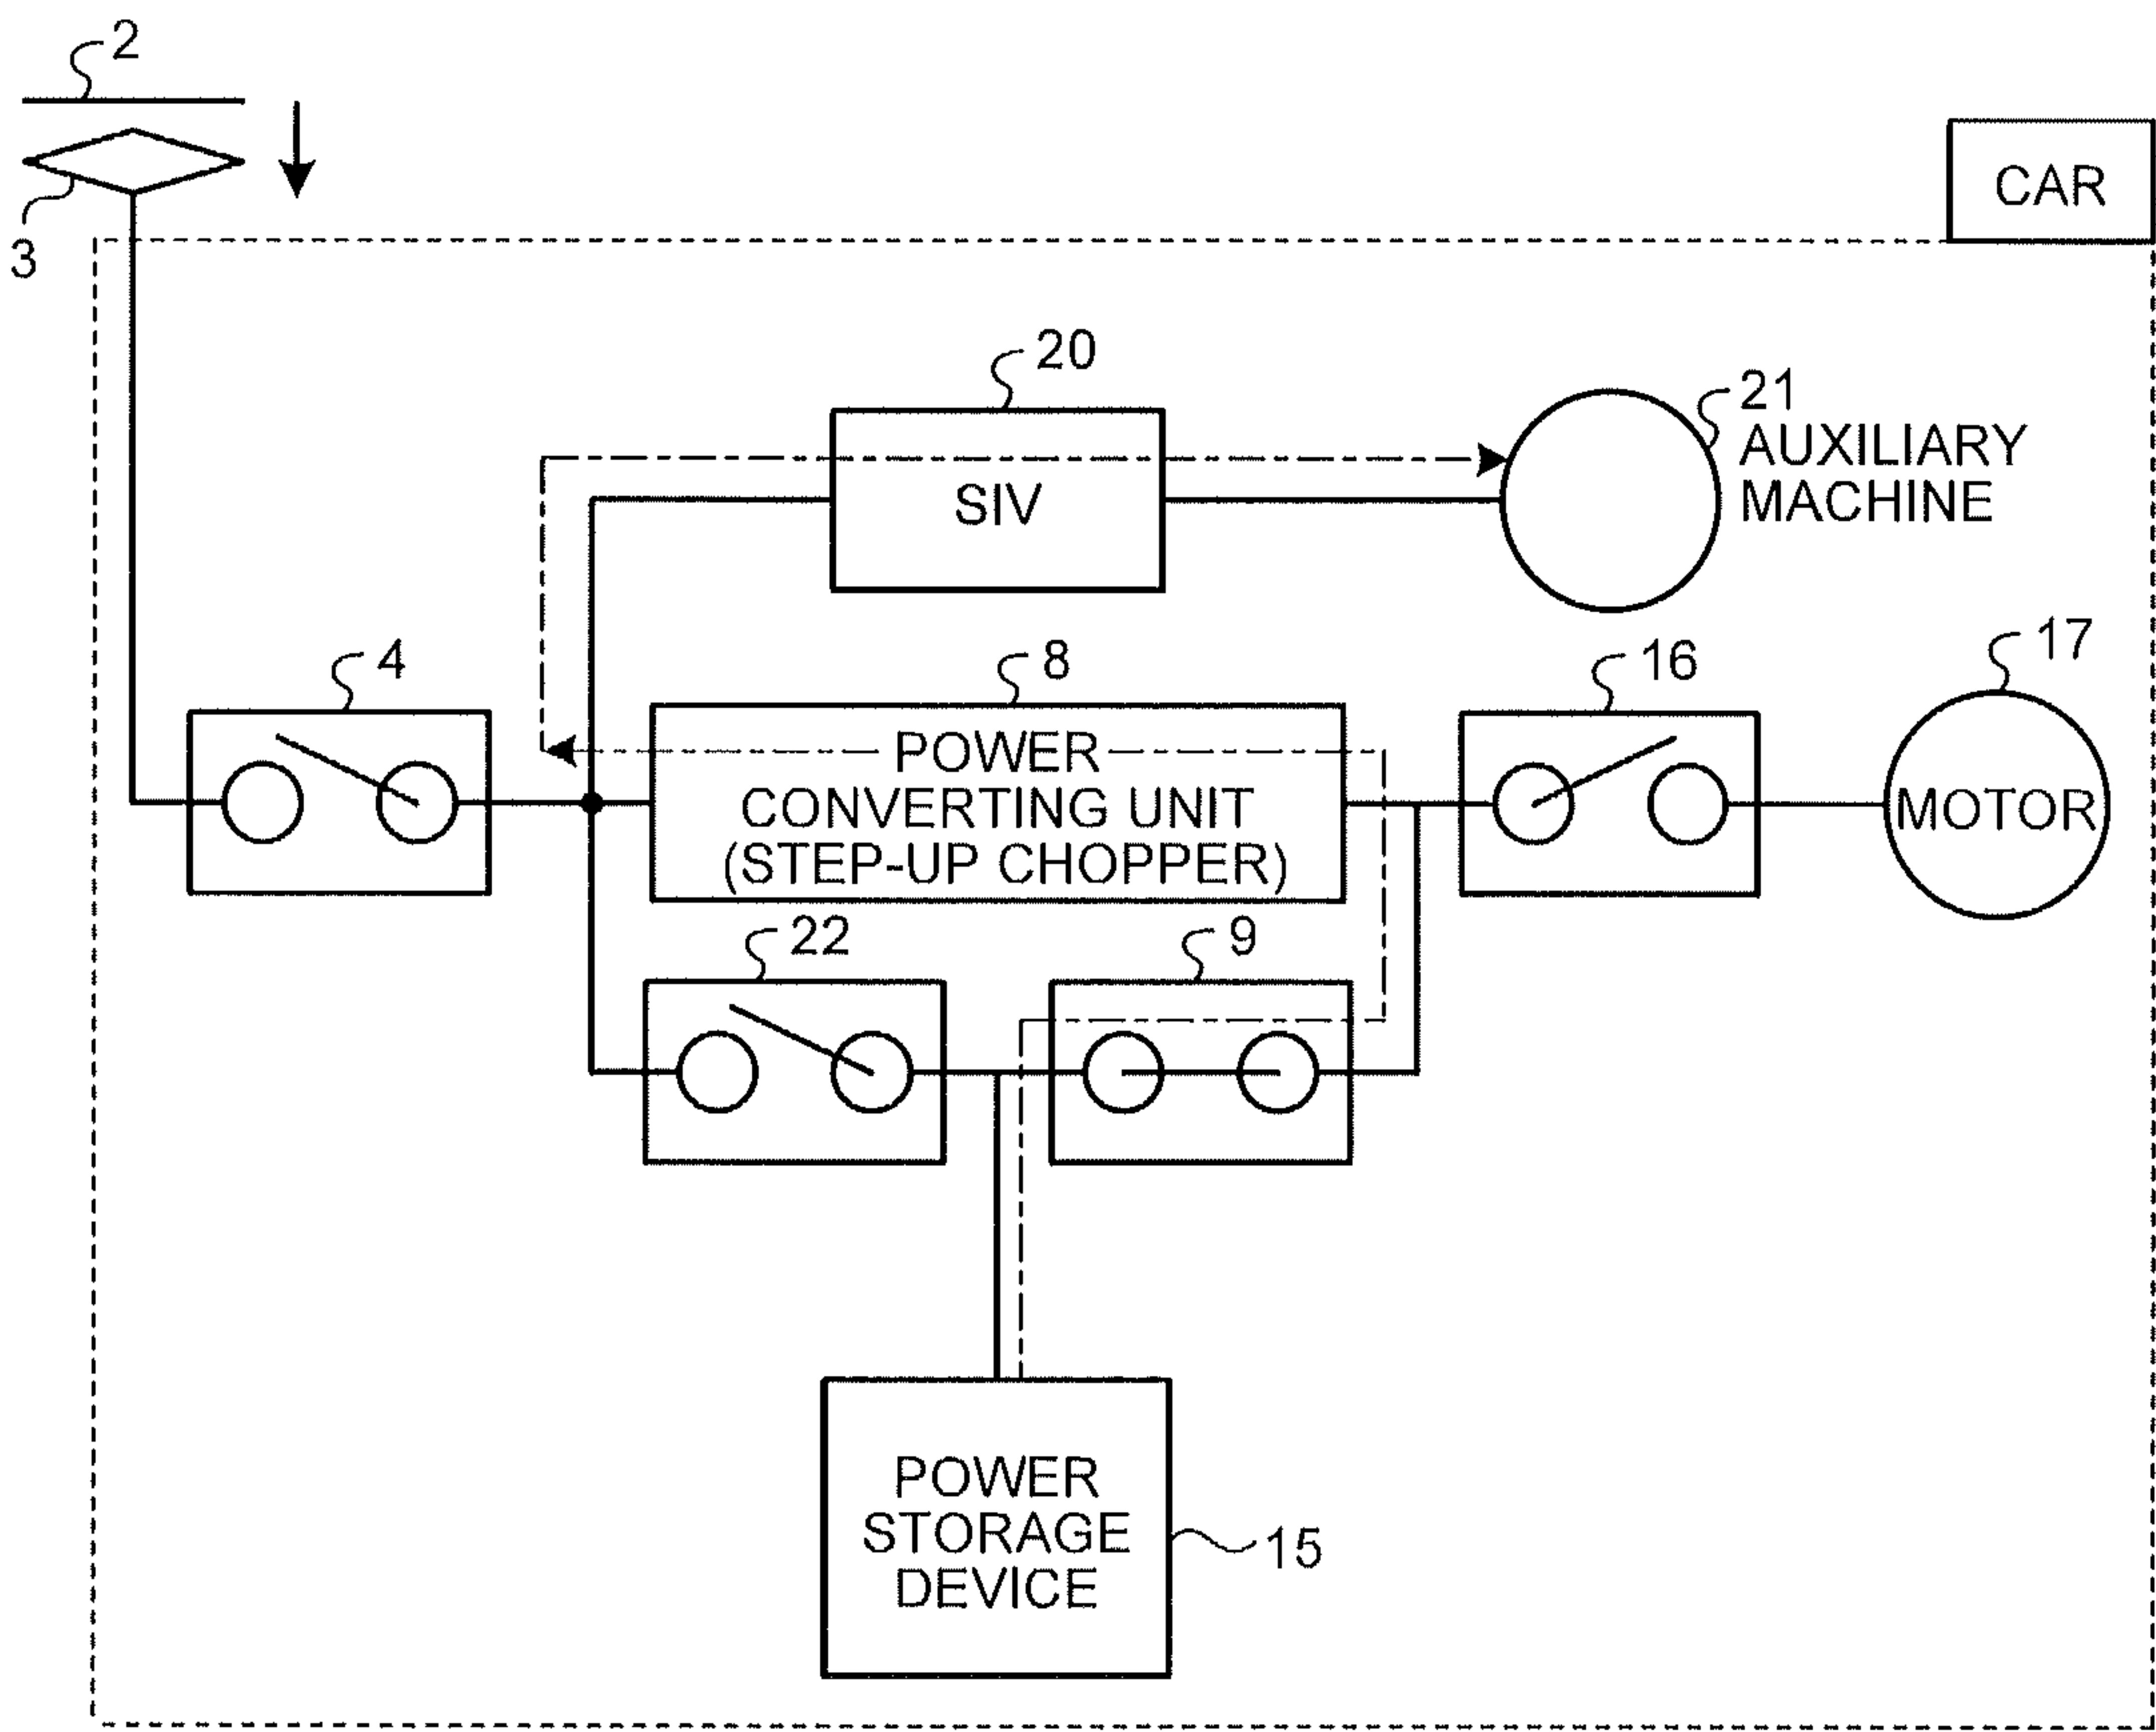 2
CAR
3
20
21
AUXILIARY
MACHINE
SIV
4
8
16
17
POWER
CONVERTING UNIT
(STEP-UP CHOPPER)
MOTOR
22
9
POWER
STORAGE
DEVICE
15